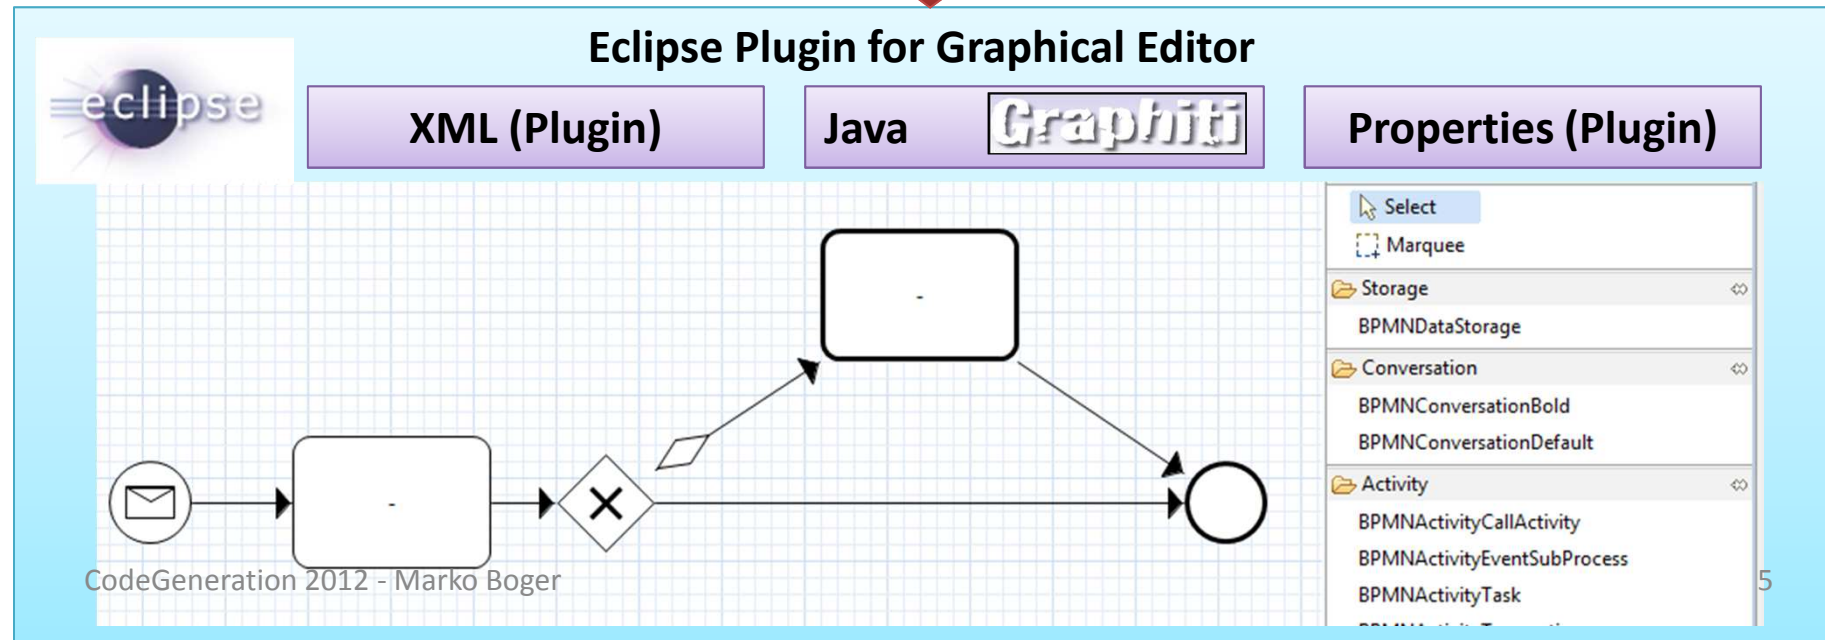 Eclipse Plugin for Graphical Editor
eclipse
XML (Plugin)
Java
Graphiti
Properties (Plugin)
Select
Marquee
Storage
BPMNDataStorage
Conversation
BPMNConversationBold
BPMNConversationDefault
Activity
BPMNActivityCallActivity
BPMNActivityEventSubProcess
BPMNActivityTask
-
-
CodeGeneration 2012 - Marko Boger
5